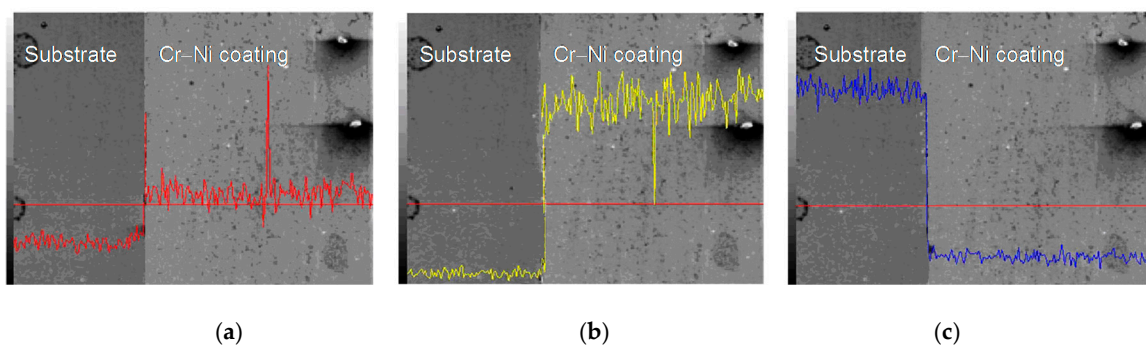 Substrate Cr–Ni coating
Substrate Cr–Ni coating
Substrate Cr–Ni coating
(a)
(b)
(c)